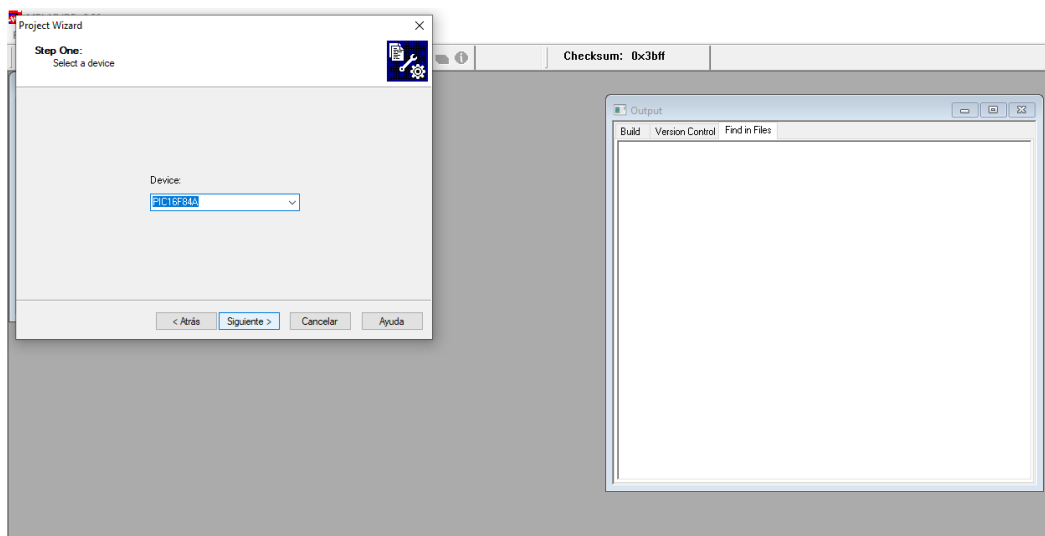 Project Wizard
Step One:
Select a device
Checksum: 0x3bff
Output
Build Version Control Find in Files
Device:
PIC16F84A
< Atrás Siguiente > Cancelar Ayuda